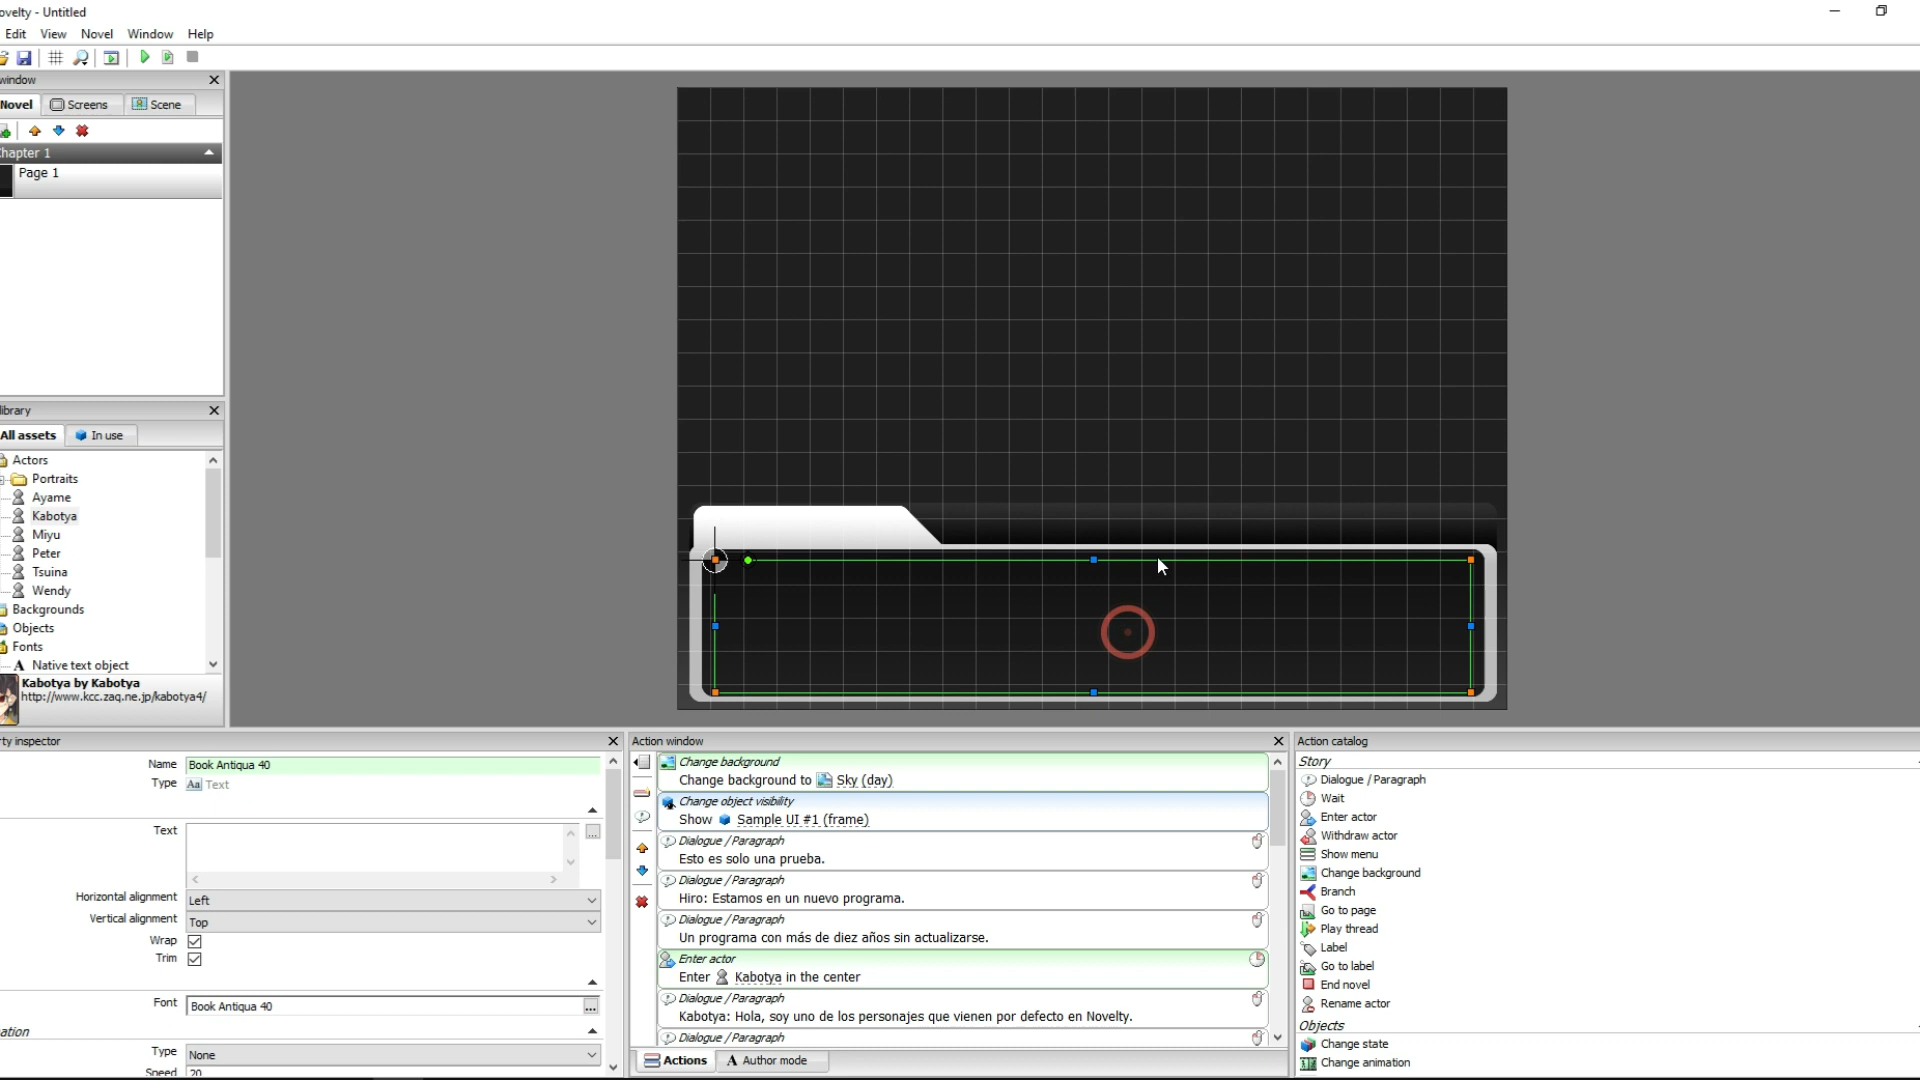 ovelty - Untitled
Edit View Novel Window Help
window
Novel Screens Scene
hapter 1
Page 1
ibrary
All assets In use
Actors
Portraits
Ayame
Kabotya
Miyu
Peter
Tsuina
Wendy
Backgrounds
Objects
Fonts
A Native text object
Kabotya by Kabotya
http://www.kcc.zaq.ne.jp/kabotya4/
ty inspector
Name Book Antiqua 40
Type Aa Text
Text
...
Horizontal alignment Left
Vertical alignment Top
Wrap
Trim
Font Book Antiqua 40 ...
ation
Type None
Speed 20
Action window
Change background
Change background to Sky (day)
Change object visibility
Show Sample UI #1 (frame)
Dialogue / Paragraph
Esto es solo una prueba.
Dialogue / Paragraph
Hiro: Estamos en un nuevo programa.
Dialogue / Paragraph
Un programa con más de diez años sin actualizarse.
Enter actor
Enter Kabotya in the center
Dialogue / Paragraph
Kabotya: Hola, soy uno de los personajes que vienen por defecto en Novelty.
Dialogue / Paragraph
Actions A Author mode
Action catalog
Story
Dialogue / Paragraph
Wait
Enter actor
Withdraw actor
Show menu
Change background
Branch
Go to page
Play thread
Label
Go to label
End novel
Rename actor
Objects
Change state
Change animation